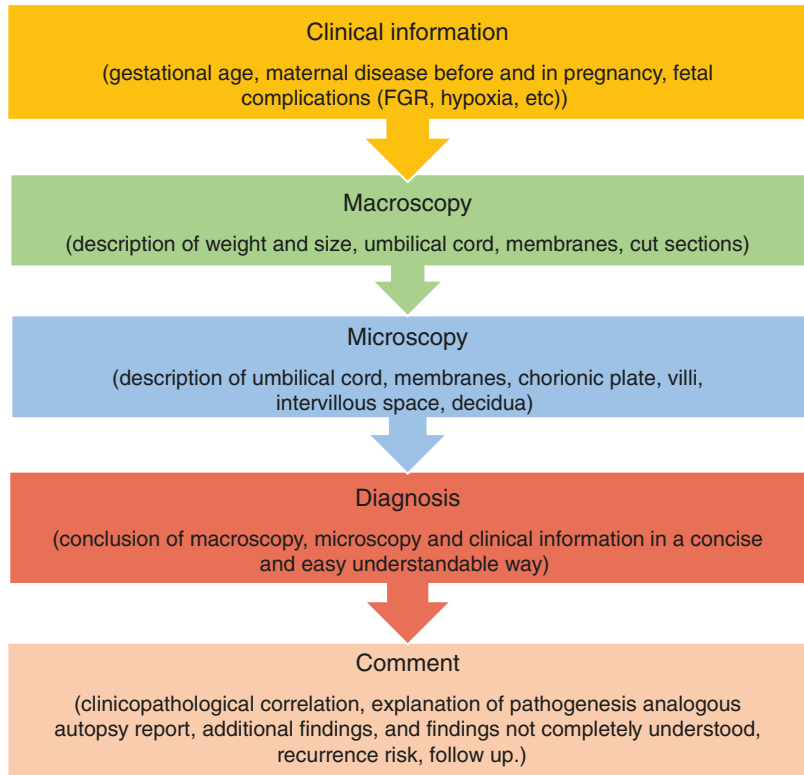 Clinical information
(gestational age, maternal disease before and in pregnancy, fetal
complications (FGR, hypoxia, etc))
Macroscopy
(description of weight and size, umbilical cord, membranes, cut sections)
Microscopy
(description of umbilical cord, membranes, chorionic plate, villi,
intervillous space, decidua)
Diagnosis
(conclusion of macroscopy, microscopy and clinical information in a concise
and easy understandable way)
Comment
(clinicopathological correlation, explanation of pathogenesis analogous
autopsy report, additional findings, and findings not completely understood,
recurrence risk, follow up.)